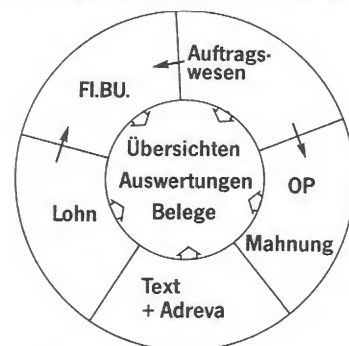 Auftrags-
wesen
FI.BU.
Übersichten
Auswertungen
Belege
OP
Mahnung
Lohn
Text
+ Adreva